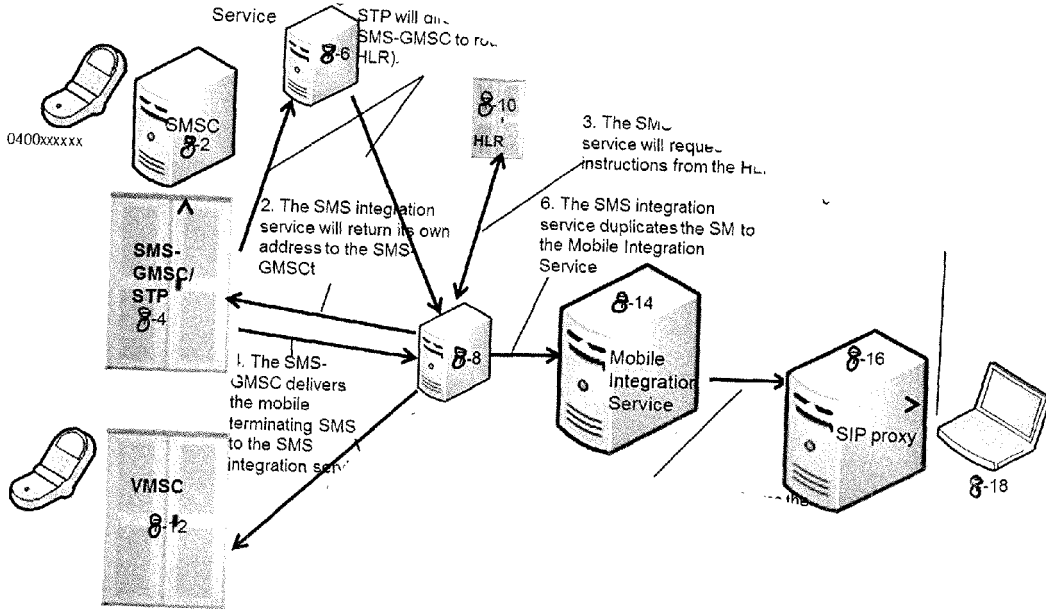 Service
STP will
SMS-GMSC to
HLR).
8-6
8-10
HLR
0400xxxxxx
SMSC
8-2
3. The
service will
instructions from the
2. The SMS integration
service will return its own
address to the SMS-
GMSCt
6. The SMS integration
service duplicates the SM to
the Mobile Integration
Service
SMS-
GMSC/
STP
8-4
8-8
8-14
Mobile
Integration
Service
8-16
SIP proxy
8-18
The SMS-
GMSC delivers
the mobile
terminating SMS
to the SMS
integration
VMSC
8-12